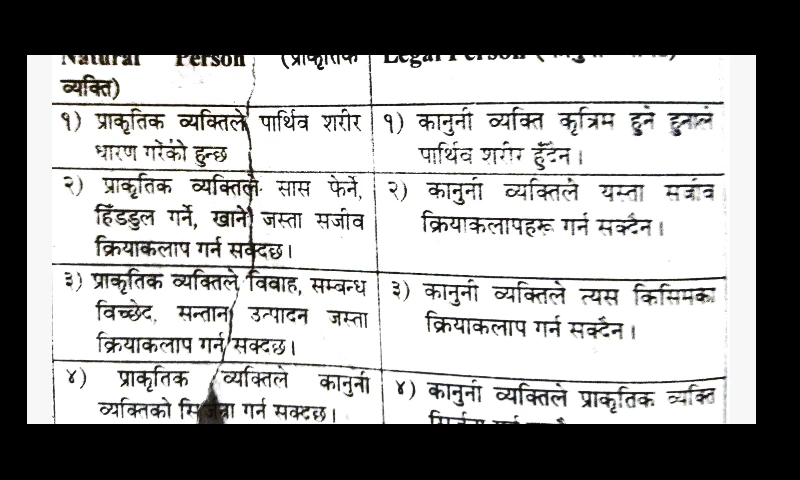 Natural Person (प्राकृतिक
व्यक्ति)
१) प्राकृतिक व्यक्तिले पार्थिव शरीर
धारण गरेको हुन्छ
२) प्राकृतिक व्यक्तिले सास फेर्ने,
हिँडडुल गर्ने, खाने जस्ता सजीव
क्रियाकलाप गर्न सक्दछ।
३) प्राकृतिक व्यक्तिले विवाह, सम्बन्ध
विच्छेद, सन्तान उत्पादन जस्ता
क्रियाकलाप गर्न सक्दछ।
४) प्राकृतिक व्यक्तिले कानुनी
व्यक्तिको सिर्जना गर्न सक्दछ।
Legal Person
१) कानुनी व्यक्ति कृत्रिम हुने हुनाले
पार्थिव शरीर हुँदैन।
२) कानुनी व्यक्तिले यस्ता सजीव
क्रियाकलापहरू गर्न सक्दैन।
३) कानुनी व्यक्तिले त्यस किसिमका
क्रियाकलाप गर्न सक्दैन।
४) कानुनी व्यक्तिले प्राकृतिक व्यक्ति